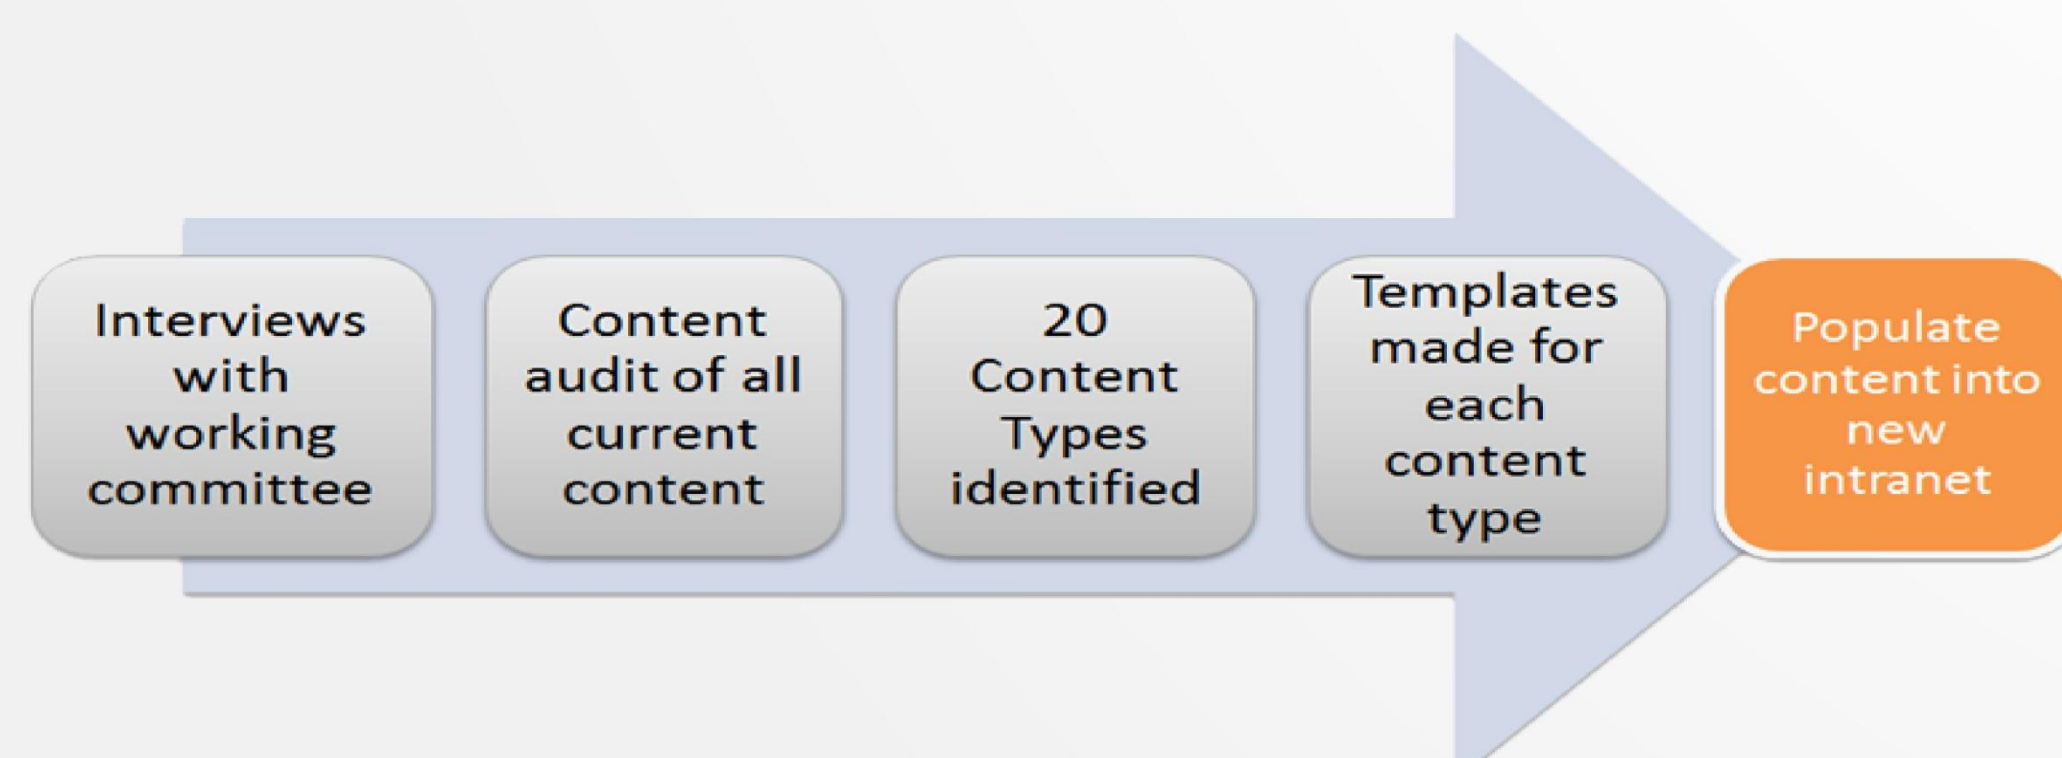 Interviews
with
working
committee
Content
audit of all
current
content
20
Content
Types
identified
Templates
made for
each
content
type
Populate
content into
new
intranet